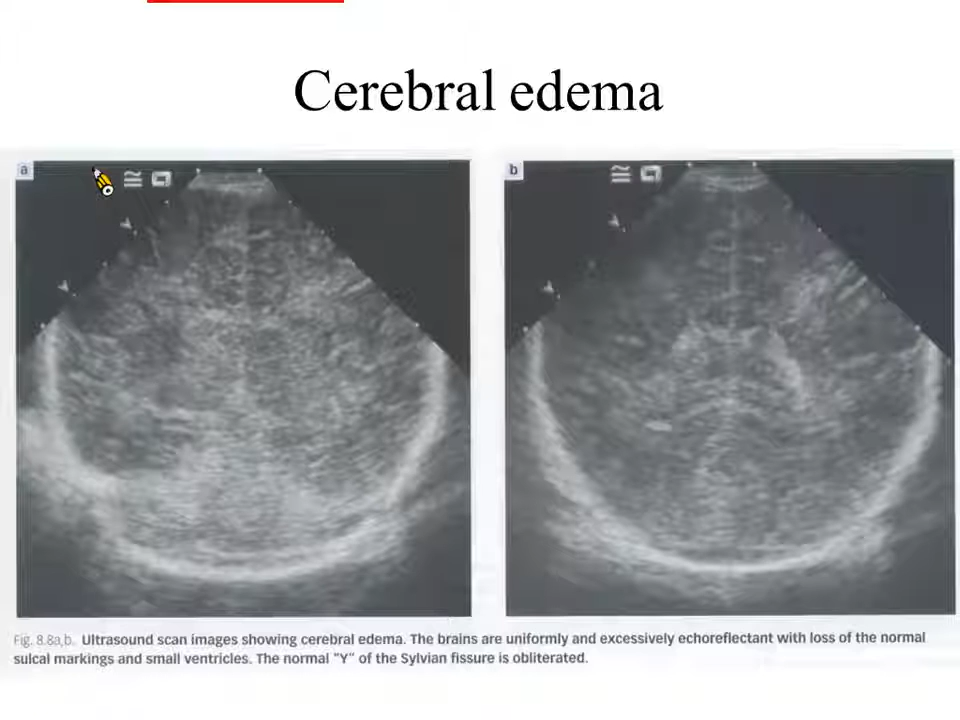 Cerebral edema
a
b
Fig. 8.8a,b. Ultrasound scan images showing cerebral edema. The brains are uniformly and excessively echoreflectant with loss of the normal
sulcal markings and small ventricles. The normal "Y" of the Sylvian fissure is obliterated.